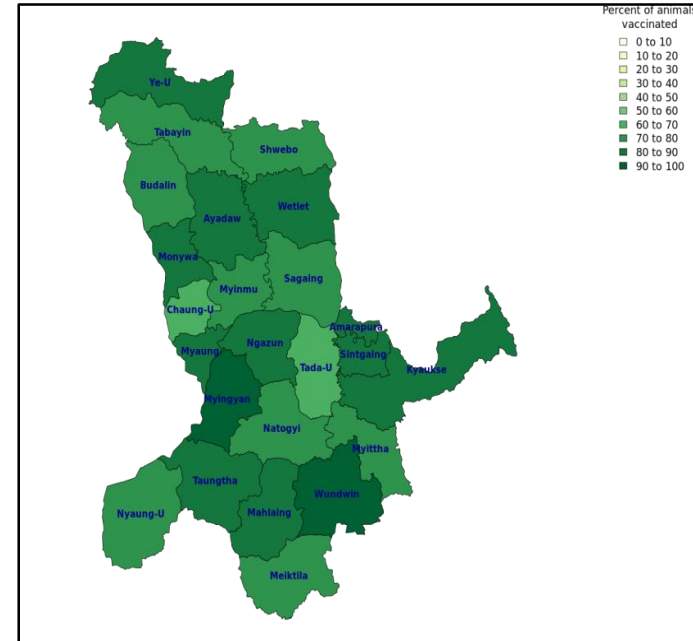 Percent of animals
vaccinated
0 to 10
10 to 20
20 to 30
30 to 40
40 to 50
50 to 60
60 to 70
70 to 80
80 to 90
90 to 100
Ye-U
Tabayin
Shwebo
Budalin
Wetlet
Ayadaw
Monywa
Sagaing
Myinmu
Chaung-U
Amarapura
Ngazun
Myaung
Sintgaing
Tada-U
Kyaukse
Myingyan
Natogyi
Myittha
Taungtha
Wundwin
Nyaung-U
Mahlaing
Meiktila